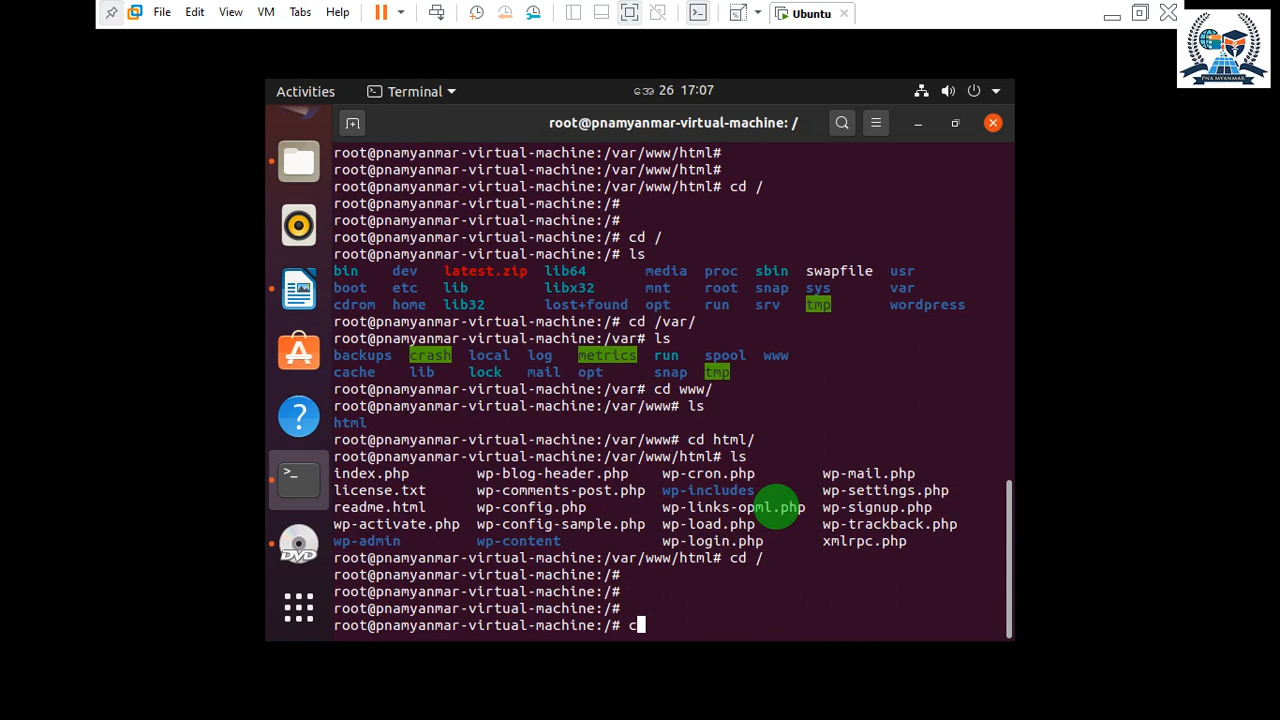 File Edit View VM Tabs Help Ubuntu
PNA MYANMAR
Activities Terminal အော 26 17:07
root@pnamyanmar-virtual-machine: /
root@pnamyanmar-virtual-machine:/var/www/html#
root@pnamyanmar-virtual-machine:/var/www/html#
root@pnamyanmar-virtual-machine:/var/www/html# cd /
root@pnamyanmar-virtual-machine:/#
root@pnamyanmar-virtual-machine:/#
root@pnamyanmar-virtual-machine:/# cd /
root@pnamyanmar-virtual-machine:/# ls
bin dev latest.zip lib64 media proc sbin swapfile usr
boot etc lib libx32 mnt root snap sys var
cdrom home lib32 lost+found opt run srv tmp wordpress
root@pnamyanmar-virtual-machine:/# cd /var/
root@pnamyanmar-virtual-machine:/var# ls
backups crash local log metrics run spool www
cache lib lock mail opt snap tmp
root@pnamyanmar-virtual-machine:/var# cd www/
root@pnamyanmar-virtual-machine:/var/www# ls
html
root@pnamyanmar-virtual-machine:/var/www# cd html/
root@pnamyanmar-virtual-machine:/var/www/html# ls
index.php wp-blog-header.php wp-cron.php wp-mail.php
license.txt wp-comments-post.php wp-includes wp-settings.php
readme.html wp-config.php wp-links-opml.php wp-signup.php
wp-activate.php wp-config-sample.php wp-load.php wp-trackback.php
wp-admin wp-content wp-login.php xmlrpc.php
root@pnamyanmar-virtual-machine:/var/www/html# cd /
root@pnamyanmar-virtual-machine:/#
root@pnamyanmar-virtual-machine:/#
root@pnamyanmar-virtual-machine:/#
root@pnamyanmar-virtual-machine:/# c
DVD